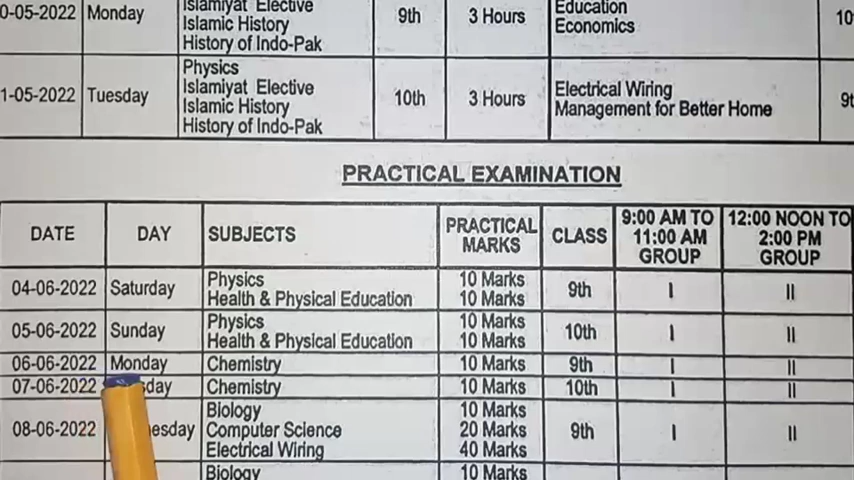 0-05-2022 Monday Islamiyat Elective 9th 3 Hours Education 10
Islamic History Economics
History of Indo-Pak
Physics
1-05-2022 Tuesday Islamiyat Elective 10th 3 Hours Electrical Wiring 9t
Islamic History Management for Better Home
History of Indo-Pak
PRACTICAL EXAMINATION
DATE DAY SUBJECTS PRACTICAL MARKS CLASS 9:00 AM TO 11:00 AM GROUP 12:00 NOON TO 2:00 PM GROUP
04-06-2022 Saturday Physics 10 Marks 9th I II
Health & Physical Education 10 Marks
05-06-2022 Sunday Physics 10 Marks 10th I II
Health & Physical Education 10 Marks
06-06-2022 Monday Chemistry 10 Marks 9th I II
07-06-2022 sday Chemistry 10 Marks 10th I II
Biology 10 Marks
08-06-2022 esday Computer Science 20 Marks 9th I II
Electrical Wiring 40 Marks
Biology 10 Marks